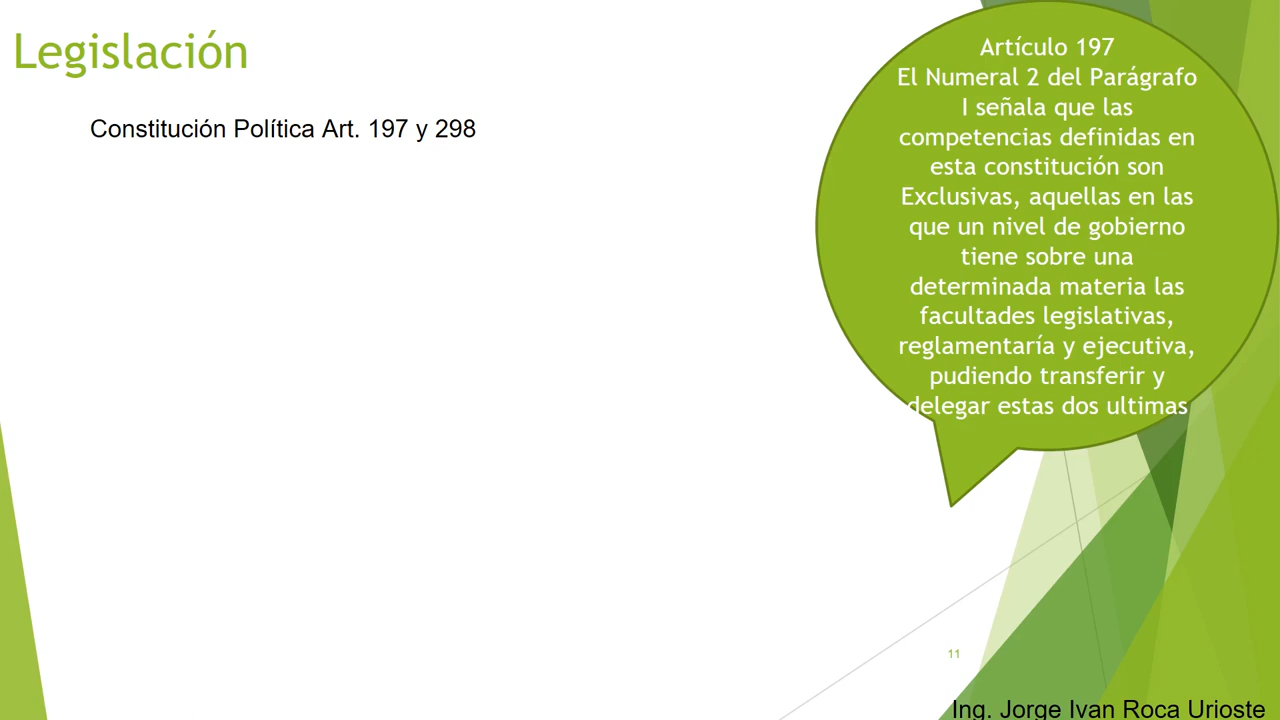 Legislación
Constitución Política Art. 197 y 298
Artículo 197
El Numeral 2 del Parágrafo
I señala que las
competencias definidas en
esta constitución son
Exclusivas, aquellas en las
que un nivel de gobierno
tiene sobre una
determinada materia las
facultades legislativas,
reglamentaría y ejecutiva,
pudiendo transferir y
delegar estas dos ultimas
11
Ing. Jorge Ivan Roca Urioste